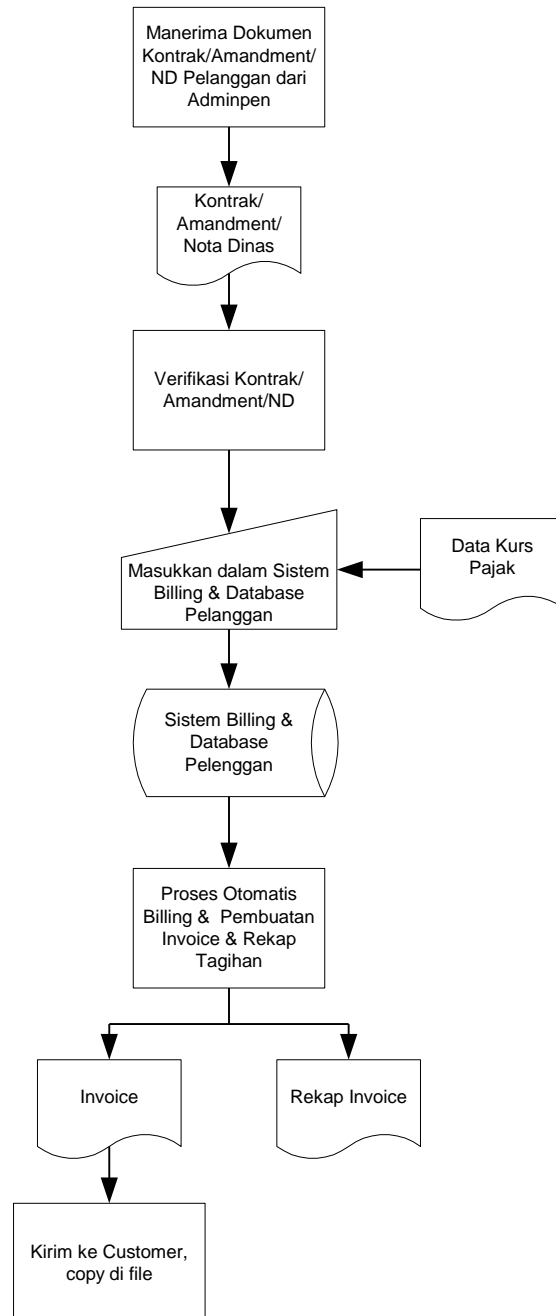 Manerima Dokumen
Kontrak/Amandment/
ND Pelanggan dari
Adminpen
Kontrak/
Amandment/
Nota Dinas
Verifikasi Kontrak/
Amandment/ND
Masukkan dalam Sistem
Billing & Database
Pelanggan
Data Kurs
Pajak
Sistem Billing &
Database
Pelenggan
Proses Otomatis
Billing & Pembuatan
Invoice & Rekap
Tagihan
Invoice
Rekap Invoice
Kirim ke Customer,
copy di file